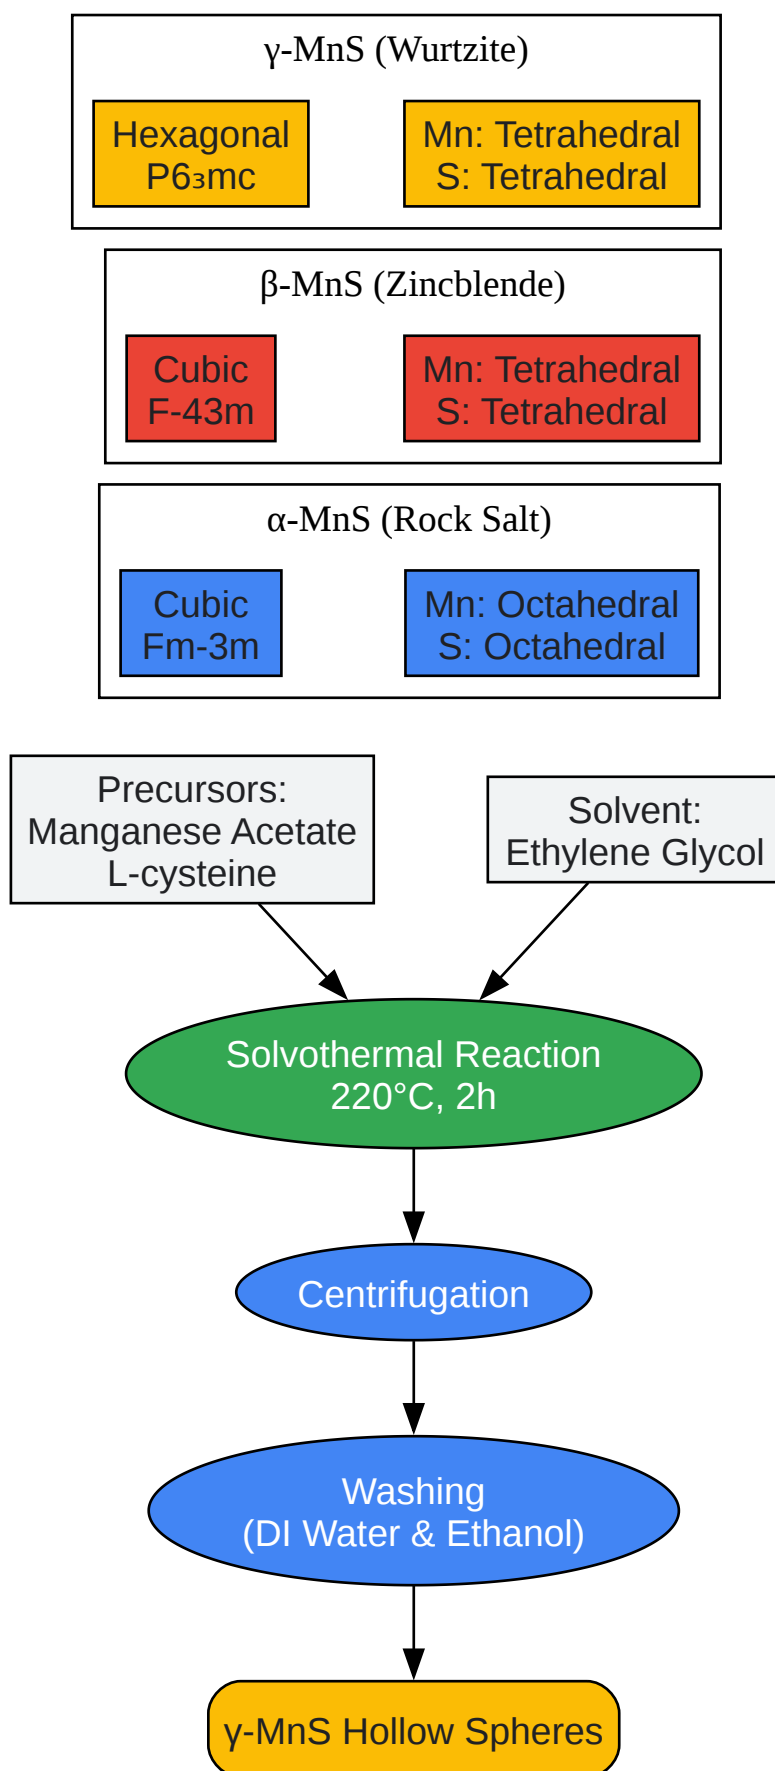 γ-MnS (Wurtzite)
Hexagonal
P6₃mc
Mn: Tetrahedral
S: Tetrahedral
β-MnS (Zincblende)
Cubic
F-43m
Mn: Tetrahedral
S: Tetrahedral
α-MnS (Rock Salt)
Cubic
Fm-3m
Mn: Octahedral
S: Octahedral
Precursors:
Manganese Acetate
L-cysteine
Solvent:
Ethylene Glycol
Solvothermal Reaction
220°C, 2h
Centrifugation
Washing
(DI Water & Ethanol)
γ-MnS Hollow Spheres